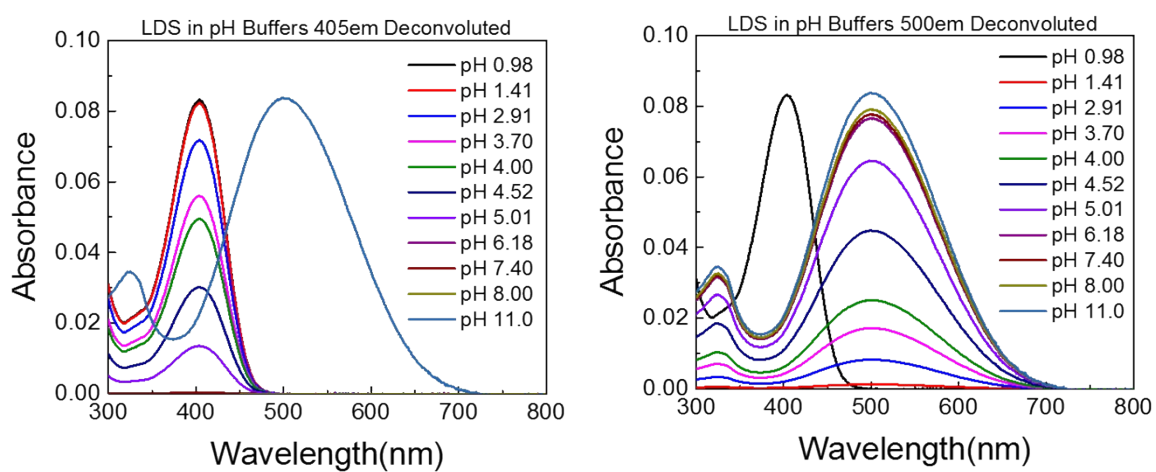 LDS in pH Buffers 405em Deconvoluted
0.10
0.08
0.06
0.04
0.02
0.00
Absorbance
pH 0.98
pH 1.41
pH 2.91
pH 3.70
pH 4.00
pH 4.52
pH 5.01
pH 6.18
pH 7.40
pH 8.00
pH 11.0
300 400 500 600 700 800
Wavelength(nm)
LDS in pH Buffers 500em Deconvoluted
0.10
0.08
0.06
0.04
0.02
0.00
Absorbance
pH 0.98
pH 1.41
pH 2.91
pH 3.70
pH 4.00
pH 4.52
pH 5.01
pH 6.18
pH 7.40
pH 8.00
pH 11.0
300 400 500 600 700 800
Wavelength(nm)